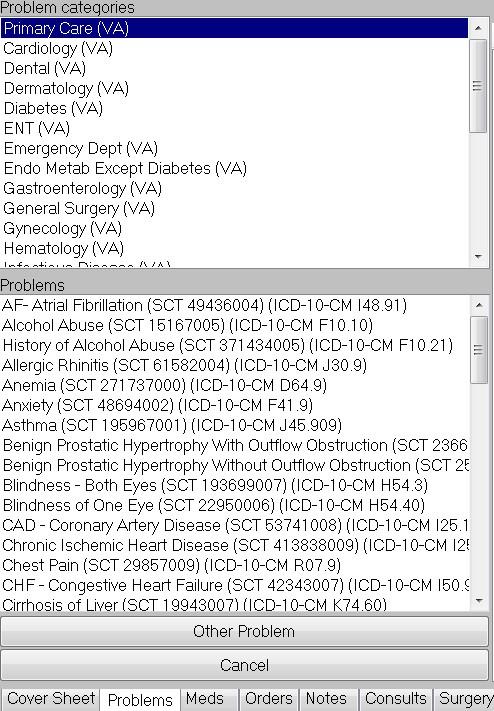 Problem categories
Primary Care (VA)
Cardiology (VA)
Dental (VA)
Dermatology (VA)
Diabetes (VA)
ENT (VA)
Emergency Dept (VA)
Endo Metab Except Diabetes (VA)
Gastroenterology (VA)
General Surgery (VA)
Gynecology (VA)
Hematology (VA)
Infectious Disease (VA)
Problems
AF- Atrial Fibrillation (SCT 49436004) (ICD-10-CM I48.91)
Alcohol Abuse (SCT 15167005) (ICD-10-CM F10.10)
History of Alcohol Abuse (SCT 371434005) (ICD-10-CM F10.21)
Allergic Rhinitis (SCT 61582004) (ICD-10-CM J30.9)
Anemia (SCT 271737000) (ICD-10-CM D64.9)
Anxiety (SCT 48694002) (ICD-10-CM F41.9)
Asthma (SCT 195967001) (ICD-10-CM J45.909)
Benign Prostatic Hypertrophy With Outflow Obstruction (SCT 2366
Benign Prostatic Hypertrophy Without Outflow Obstruction (SCT 25
Blindness - Both Eyes (SCT 193699007) (ICD-10-CM H54.3)
Blindness of One Eye (SCT 22950006) (ICD-10-CM H54.40)
CAD - Coronary Artery Disease (SCT 53741008) (ICD-10-CM I25.1
Chronic Ischemic Heart Disease (SCT 413838009) (ICD-10-CM I25
Chest Pain (SCT 29857009) (ICD-10-CM R07.9)
CHF - Congestive Heart Failure (SCT 42343007) (ICD-10-CM I50.9
Cirrhosis of Liver (SCT 19943007) (ICD-10-CM K74.60)
Other Problem
Cancel
Cover Sheet Problems Meds Orders Notes Consults Surgery